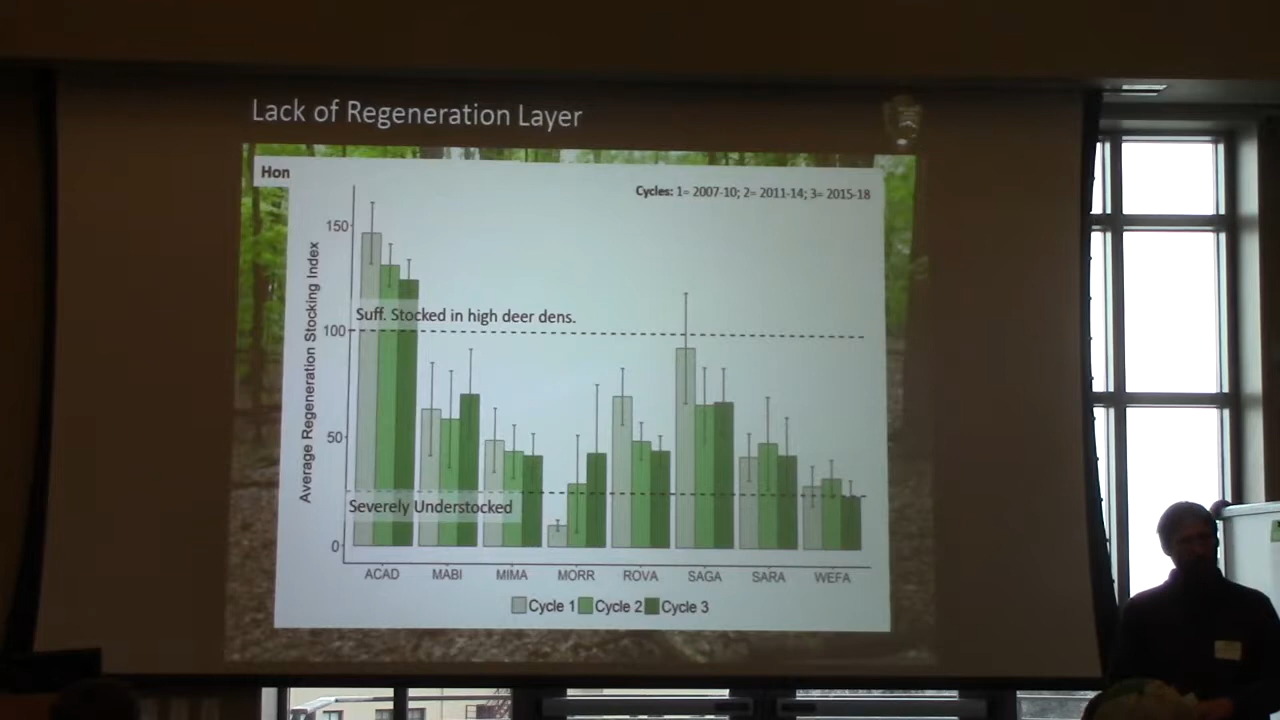 Lack of Regeneration Layer
Hon
Cycles: 1= 2007-10; 2= 2011-14; 3= 2015-18
Average Regeneration Stocking Index
150
100
50
0
Suff. Stocked in high deer dens.
Severely Understocked
ACAD MABI MIMA MORR ROVA SAGA SARA WEFA
Cycle 1 Cycle 2 Cycle 3